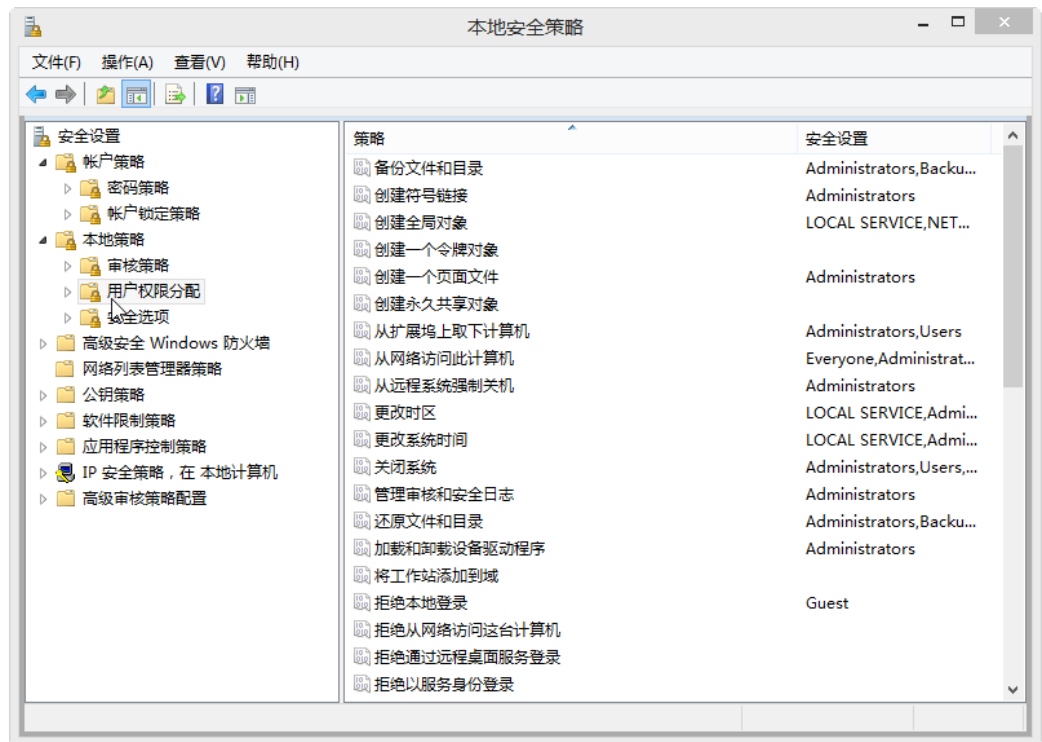 本地安全策略
文件(F) 操作(A) 查看(V) 帮助(H)
安全设置
帐户策略
密码策略
帐户锁定策略
本地策略
审核策略
用户权限分配
安全选项
高级安全 Windows 防火墙
网络列表管理器策略
公钥策略
软件限制策略
应用程序控制策略
IP 安全策略，在 本地计算机
高级审核策略配置
策略 安全设置
备份文件和目录 Administrators,Backu...
创建符号链接 Administrators
创建全局对象 LOCAL SERVICE,NET...
创建一个令牌对象
创建一个页面文件 Administrators
创建永久共享对象
从扩展坞上取下计算机 Administrators,Users
从网络访问此计算机 Everyone,Administrat...
从远程系统强制关机 Administrators
更改时区 LOCAL SERVICE,Admi...
更改系统时间 LOCAL SERVICE,Admi...
关闭系统 Administrators,Users,...
管理审核和安全日志 Administrators
还原文件和目录 Administrators,Backu...
加载和卸载设备驱动程序 Administrators
将工作站添加到域
拒绝本地登录 Guest
拒绝从网络访问这台计算机
拒绝通过远程桌面服务登录
拒绝以服务身份登录